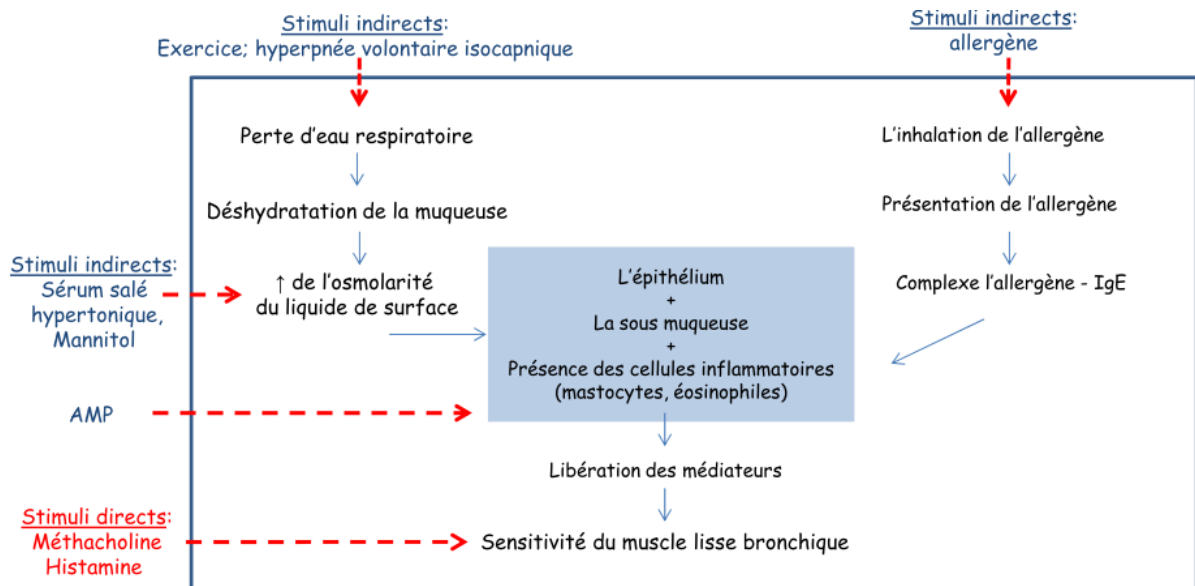 Stimuli indirects:
Exercice; hyperpnée volontaire isocapnique
Stimuli indirects:
allergène
Perte d'eau respiratoire
L'inhalation de l'allergène
Déshydratation de la muqueuse
Présentation de l'allergène
Stimuli indirects:
Sérum salé
hypertonique,
Mannitol
↑ de l'osmolarité
du liquide de surface
L'épithélium
+
La sous muqueuse
+
Présence des cellules inflammatoires
(mastocytes, éosinophiles)
Complexe l'allergène - IgE
AMP
Libération des médiateurs
Stimuli directs:
Méthacholine
Histamine
Sensitivité du muscle lisse bronchique